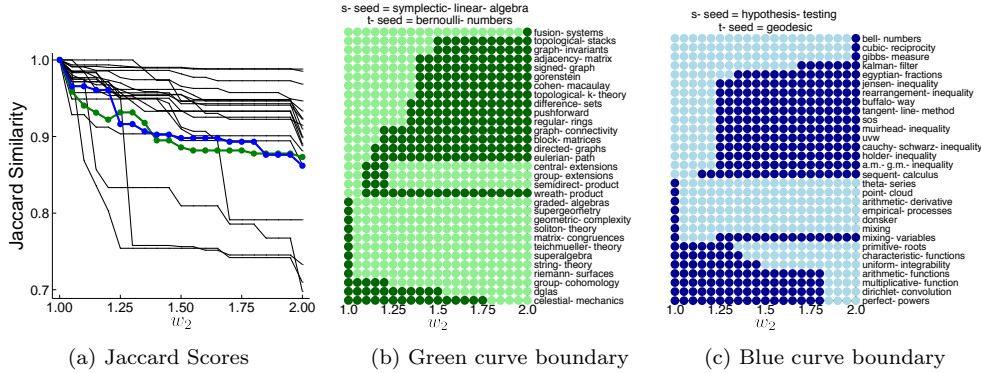 s- seed = symplectic- linear- algebra
t- seed = bernoulli- numbers
s- seed = hypothesis- testing
t- seed = geodesic
Jaccard Similarity
1.0
0.9
0.8
0.7
1.00
1.25
1.50
1.75
2.00
w2
fusion- systems
topological- stacks
graph- invariants
adjacency- matrix
signed- graph
gorenstein
cohen- macaulay
topological- k- theory
difference- sets
pushforward
regular- rings
graph- connectivity
block- matrices
directed- graphs
eulerian- path
central- extensions
group- extensions
semidirect- product
wreath- product
graded- algebras
supergeometry
geometric- complexity
soliton- theory
matrix- congruences
teichmueller- theory
superalgebra
string- theory
riemann- surfaces
group- cohomology
dglas
celestial- mechanics
1.0
1.25
1.5
1.75
2.0
w2
bell- numbers
cubic- reciprocity
gibbs- measure
kalman- filter
egyptian- fractions
jensen- inequality
rearrangement- inequality
buffalo- way
tangent- line- method
sos
muirhead- inequality
uvw
cauchy- schwarz- inequality
holder- inequality
a.m.- g.m.- inequality
sequent- calculus
theta- series
point- cloud
arithmetic- derivative
empirical- processes
donsker
mixing
mixing- variables
primitive- roots
characteristic- functions
uniform- integrability
arithmetic- functions
multiplicative- function
dirichlet- convolution
perfect- powers
1.0
1.25
1.5
1.75
2.0
w2
(a) Jaccard Scores
(b) Green curve boundary
(c) Blue curve boundary